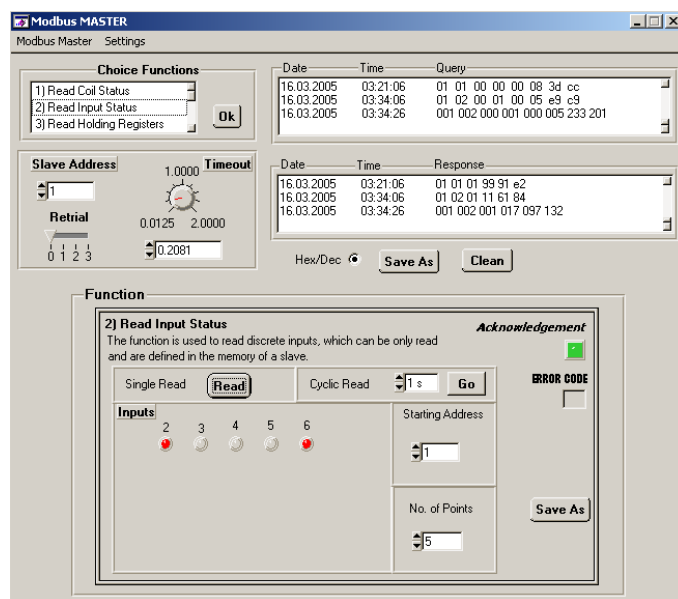 Modbus MASTER
Modbus Master Settings
Choice Functions
1) Read Coil Status
2) Read Input Status
3) Read Holding Registers
Ok
Date Time Query
16.03.2005 03:21:06 01 01 00 00 00 08 3d cc
16.03.2005 03:34:06 01 02 00 01 00 05 e9 c9
16.03.2005 03:34:26 001 002 000 001 000 005 233 201
Slave Address
1
Retrial
0 1 2 3
Timeout
1.0000
0.0125 2.0000
0.2081
Date Time Response
16.03.2005 03:21:06 01 01 01 99 91 e2
16.03.2005 03:34:06 01 02 01 11 61 84
16.03.2005 03:34:26 001 002 001 017 097 132
Hex/Dec Save As Clean
Function
2) Read Input Status
The function is used to read discrete inputs, which can be only read
and are defined in the memory of a slave.
Acknowledgement
ERROR CODE
Single Read Read Cyclic Read 1 s Go
Inputs
2 3 4 5 6
Starting Address
1
No. of Points
5
Save As